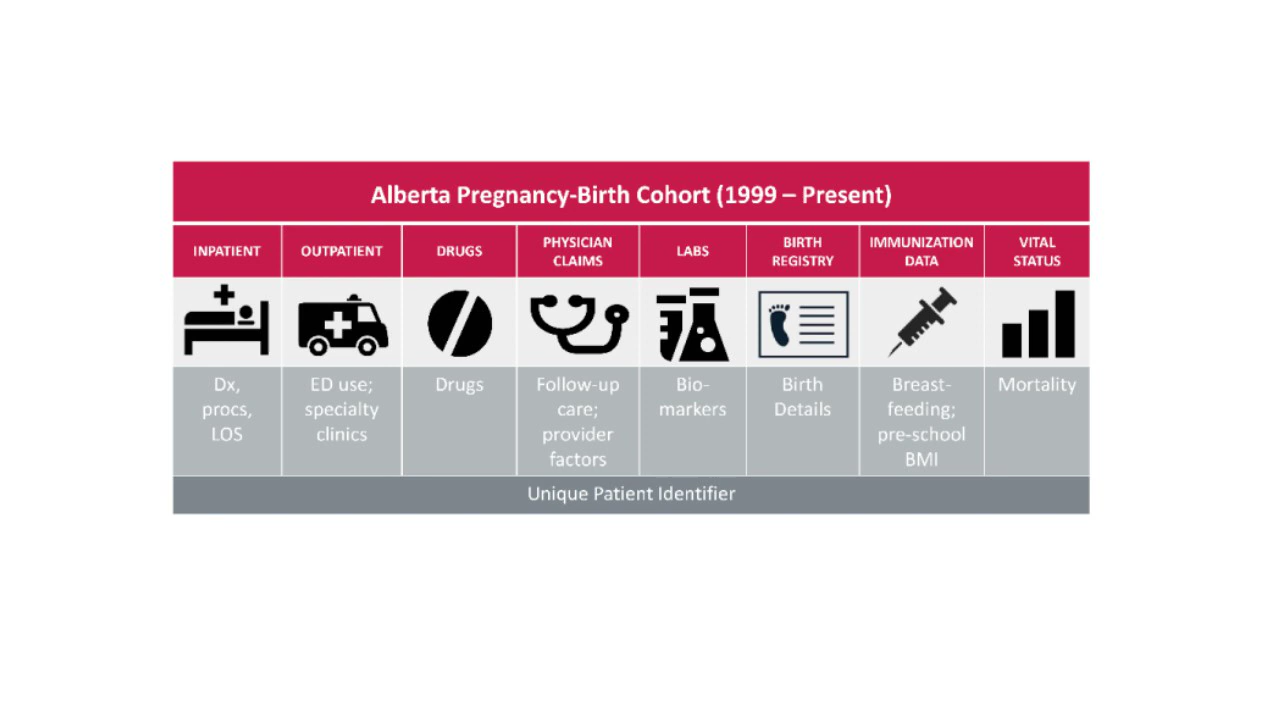 Alberta Pregnancy-Birth Cohort (1999 – Present)
INPATIENT
OUTPATIENT
DRUGS
PHYSICIAN
CLAIMS
LABS
BIRTH
REGISTRY
IMMUNIZATION
DATA
VITAL
STATUS
Dx,
procs,
LOS
ED use;
specialty
clinics
Drugs
Follow-up
care;
provider
factors
Bio-
markers
Birth
Details
Breast-
feeding;
pre-school
BMI
Mortality
Unique Patient Identifier